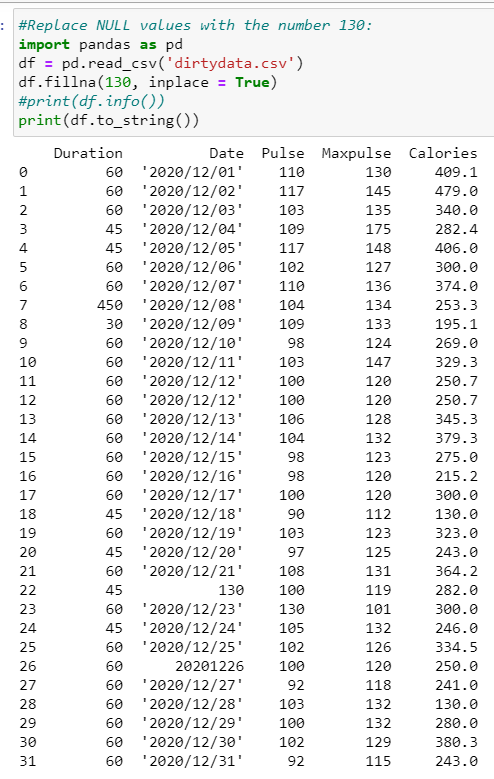 : #Replace NULL values with the number 130:
import pandas as pd
df = pd.read_csv('dirtydata.csv')
df.fillna(130, inplace = True)
#print(df.info())
print(df.to_string())
Duration Date Pulse Maxpulse Calories
0 60 '2020/12/01' 110 130 409.1
1 60 '2020/12/02' 117 145 479.0
2 60 '2020/12/03' 103 135 340.0
3 45 '2020/12/04' 109 175 282.4
4 45 '2020/12/05' 117 148 406.0
5 60 '2020/12/06' 102 127 300.0
6 60 '2020/12/07' 110 136 374.0
7 450 '2020/12/08' 104 134 253.3
8 30 '2020/12/09' 109 133 195.1
9 60 '2020/12/10' 98 124 269.0
10 60 '2020/12/11' 103 147 329.3
11 60 '2020/12/12' 100 120 250.7
12 60 '2020/12/12' 100 120 250.7
13 60 '2020/12/13' 106 128 345.3
14 60 '2020/12/14' 104 132 379.3
15 60 '2020/12/15' 98 123 275.0
16 60 '2020/12/16' 98 120 215.2
17 60 '2020/12/17' 100 120 300.0
18 45 '2020/12/18' 90 112 130.0
19 60 '2020/12/19' 103 123 323.0
20 45 '2020/12/20' 97 125 243.0
21 60 '2020/12/21' 108 131 364.2
22 45 130 100 119 282.0
23 60 '2020/12/23' 130 101 300.0
24 45 '2020/12/24' 105 132 246.0
25 60 '2020/12/25' 102 126 334.5
26 60 20201226 100 120 250.0
27 60 '2020/12/27' 92 118 241.0
28 60 '2020/12/28' 103 132 130.0
29 60 '2020/12/29' 100 132 280.0
30 60 '2020/12/30' 102 129 380.3
31 60 '2020/12/31' 92 115 243.0